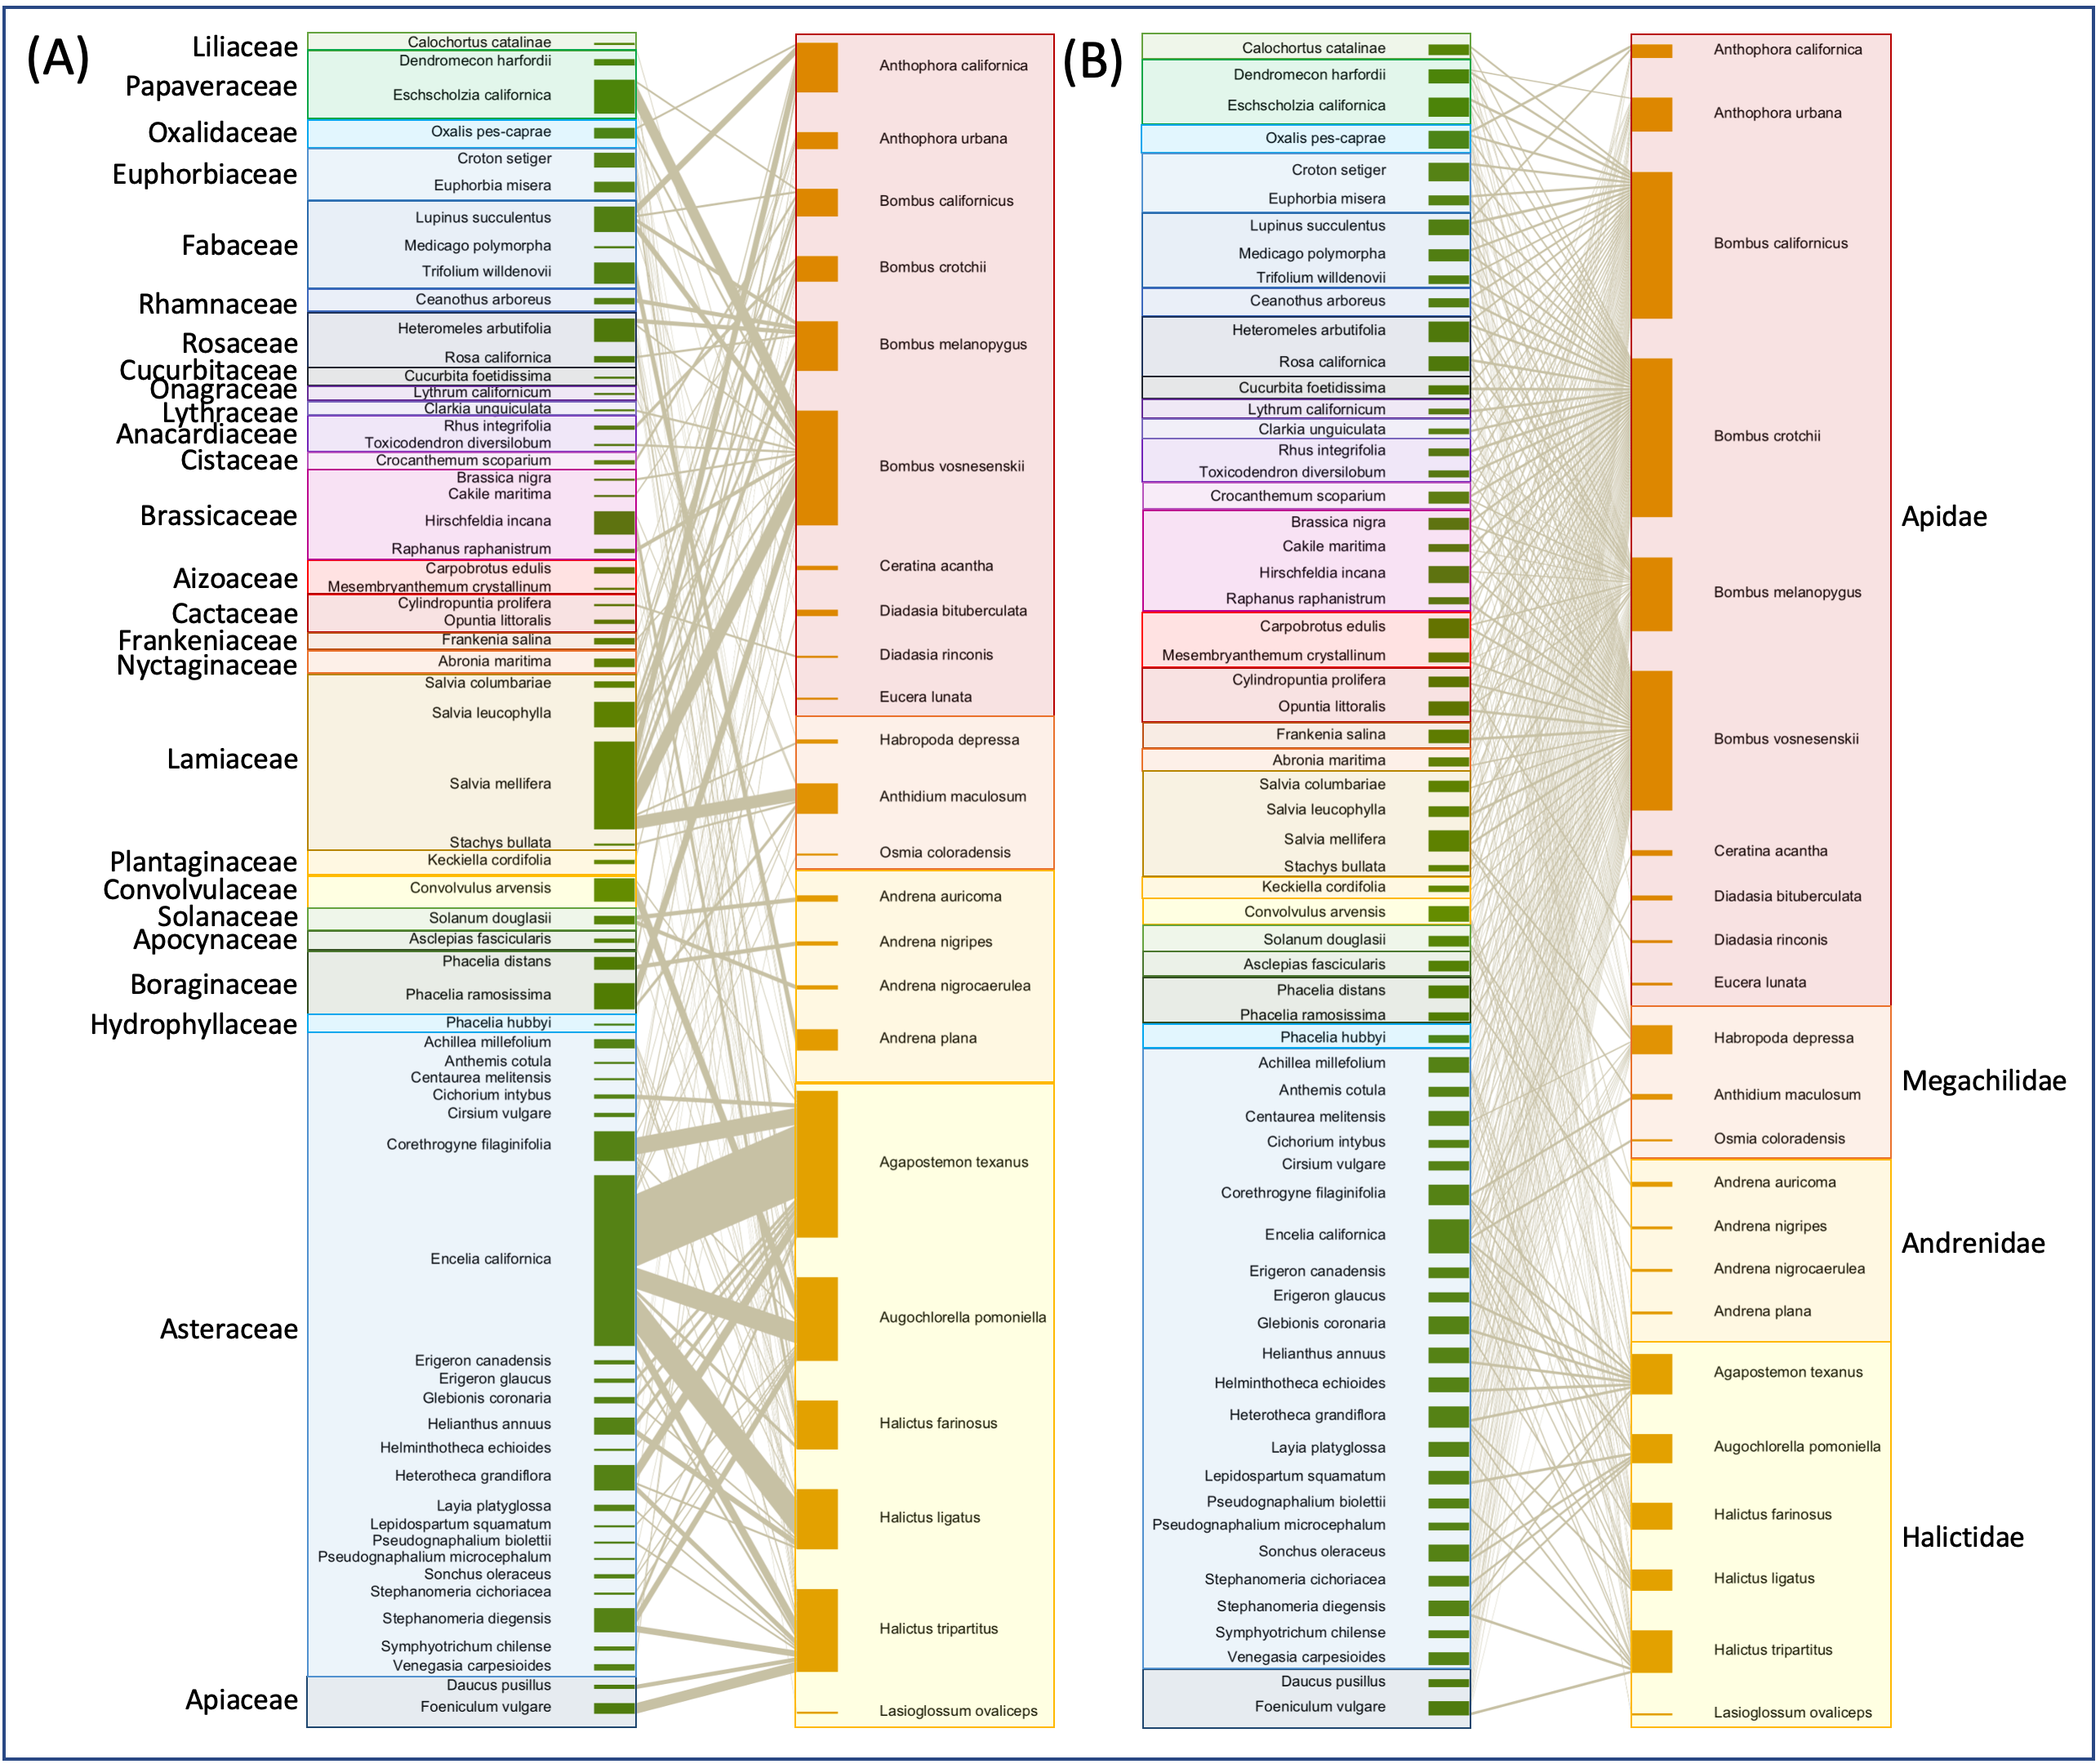 (A)
Liliaceae
Papaveraceae
Oxalidaceae
Euphorbiaceae
Fabaceae
Rhamnaceae
Rosaceae
Cucurbitaceae
Onagraceae
Lythraceae
Anacardiaceae
Cistaceae
Brassicaceae
Aizoaceae
Cactaceae
Frankeniaceae
Nyctaginaceae
Lamiaceae
Plantaginaceae
Convolvulaceae
Solanaceae
Apocynaceae
Boraginaceae
Hydrophyllaceae
Asteraceae
Apiaceae
Calochortus catalinae
Dendromecon harfordii
Eschscholzia californica
Oxalis pes-caprae
Croton setiger
Euphorbia misera
Lupinus succulentus
Medicago polymorpha
Trifolium willdenovii
Ceanothus arboreus
Heteromeles arbutifolia
Rosa californica
Cucurbita foetidissima
Lythrum californicum
Clarkia unguiculata
Rhus integrifolia
Toxicodendron diversilobum
Crocanthemum scoparium
Brassica nigra
Cakile maritima
Hirschfeldia incana
Raphanus raphanistrum
Carpobrotus edulis
Mesembryanthemum crystallinum
Cylindropuntia prolifera
Opuntia littoralis
Frankenia salina
Abronia maritima
Salvia columbariae
Salvia leucophylla
Salvia mellifera
Stachys bullata
Keckiella cordifolia
Convolvulus arvensis
Solanum douglasii
Asclepias fascicularis
Phacelia distans
Phacelia ramosissima
Phacelia hubbyi
Achillea millefolium
Anthemis cotula
Centaurea melitensis
Cichorium intybus
Cirsium vulgare
Corethrogyne filaginifolia
Encelia californica
Erigeron canadensis
Erigeron glaucus
Glebionis coronaria
Helianthus annuus
Helminthotheca echioides
Heterotheca grandiflora
Layia platyglossa
Lepidospartum squamatum
Pseudognaphalium biolettii
Pseudognaphalium microcephalum
Sonchus oleraceus
Stephanomeria cichoriacea
Stephanomeria diegensis
Symphyotrichum chilense
Venegasia carpesioides
Daucus pusillus
Foeniculum vulgare
Anthophora californica
Anthophora urbana
Bombus californicus
Bombus crotchii
Bombus melanopygus
Bombus vosnesenskii
Ceratina acantha
Diadasia bituberculata
Diadasia rinconis
Eucera lunata
Habropoda depressa
Anthidium maculosum
Osmia coloradensis
Andrena auricoma
Andrena nigripes
Andrena nigrocaerulea
Andrena plana
Agapostemon texanus
Augochlorella pomoniella
Halictus farinosus
Halictus ligatus
Halictus tripartitus
Lasioglossum ovaliceps
(B)
Calochortus catalinae
Dendromecon harfordii
Eschscholzia californica
Oxalis pes-caprae
Croton setiger
Euphorbia misera
Lupinus succulentus
Medicago polymorpha
Trifolium willdenovii
Ceanothus arboreus
Heteromeles arbutifolia
Rosa californica
Cucurbita foetidissima
Lythrum californicum
Clarkia unguiculata
Rhus integrifolia
Toxicodendron diversilobum
Crocanthemum scoparium
Brassica nigra
Cakile maritima
Hirschfeldia incana
Raphanus raphanistrum
Carpobrotus edulis
Mesembryanthemum crystallinum
Cylindropuntia prolifera
Opuntia littoralis
Frankenia salina
Abronia maritima
Salvia columbariae
Salvia leucophylla
Salvia mellifera
Stachys bullata
Keckiella cordifolia
Convolvulus arvensis
Solanum douglasii
Asclepias fascicularis
Phacelia distans
Phacelia ramosissima
Phacelia hubbyi
Achillea millefolium
Anthemis cotula
Centaurea melitensis
Cichorium intybus
Cirsium vulgare
Corethrogyne filaginifolia
Encelia californica
Erigeron canadensis
Erigeron glaucus
Glebionis coronaria
Helianthus annuus
Helminthotheca echioides
Heterotheca grandiflora
Layia platyglossa
Lepidospartum squamatum
Pseudognaphalium biolettii
Pseudognaphalium microcephalum
Sonchus oleraceus
Stephanomeria cichoriacea
Stephanomeria diegensis
Symphyotrichum chilense
Venegasia carpesioides
Daucus pusillus
Foeniculum vulgare
Anthophora californica
Anthophora urbana
Bombus californicus
Bombus crotchii
Bombus melanopygus
Bombus vosnesenskii
Ceratina acantha
Diadasia bituberculata
Diadasia rinconis
Eucera lunata
Habropoda depressa
Anthidium maculosum
Osmia coloradensis
Andrena auricoma
Andrena nigripes
Andrena nigrocaerulea
Andrena plana
Agapostemon texanus
Augochlorella pomoniella
Halictus farinosus
Halictus ligatus
Halictus tripartitus
Lasioglossum ovaliceps
Apidae
Megachilidae
Andrenidae
Halictidae